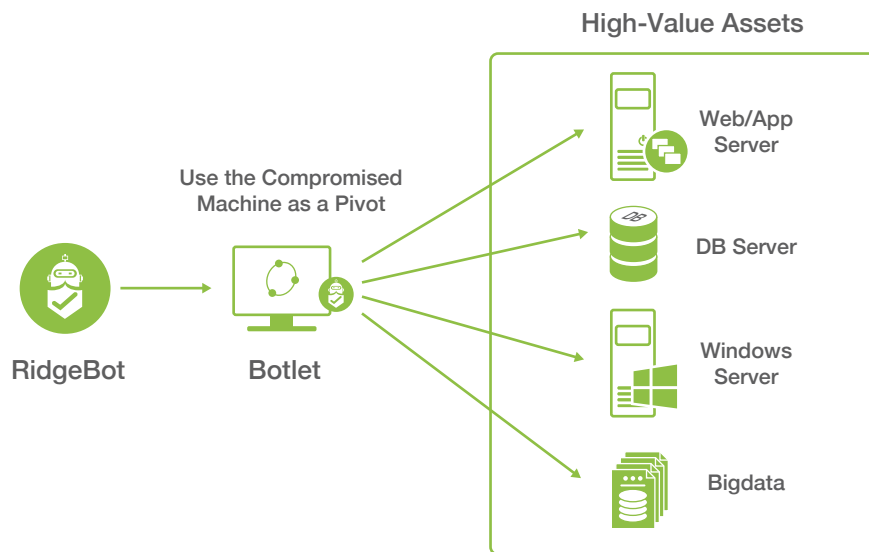 High-Value Assets
Web/App
Server
Use the Compromised
Machine as a Pivot
DB
DB Server
RidgeBot
Botlet
Windows
Server
Bigdata